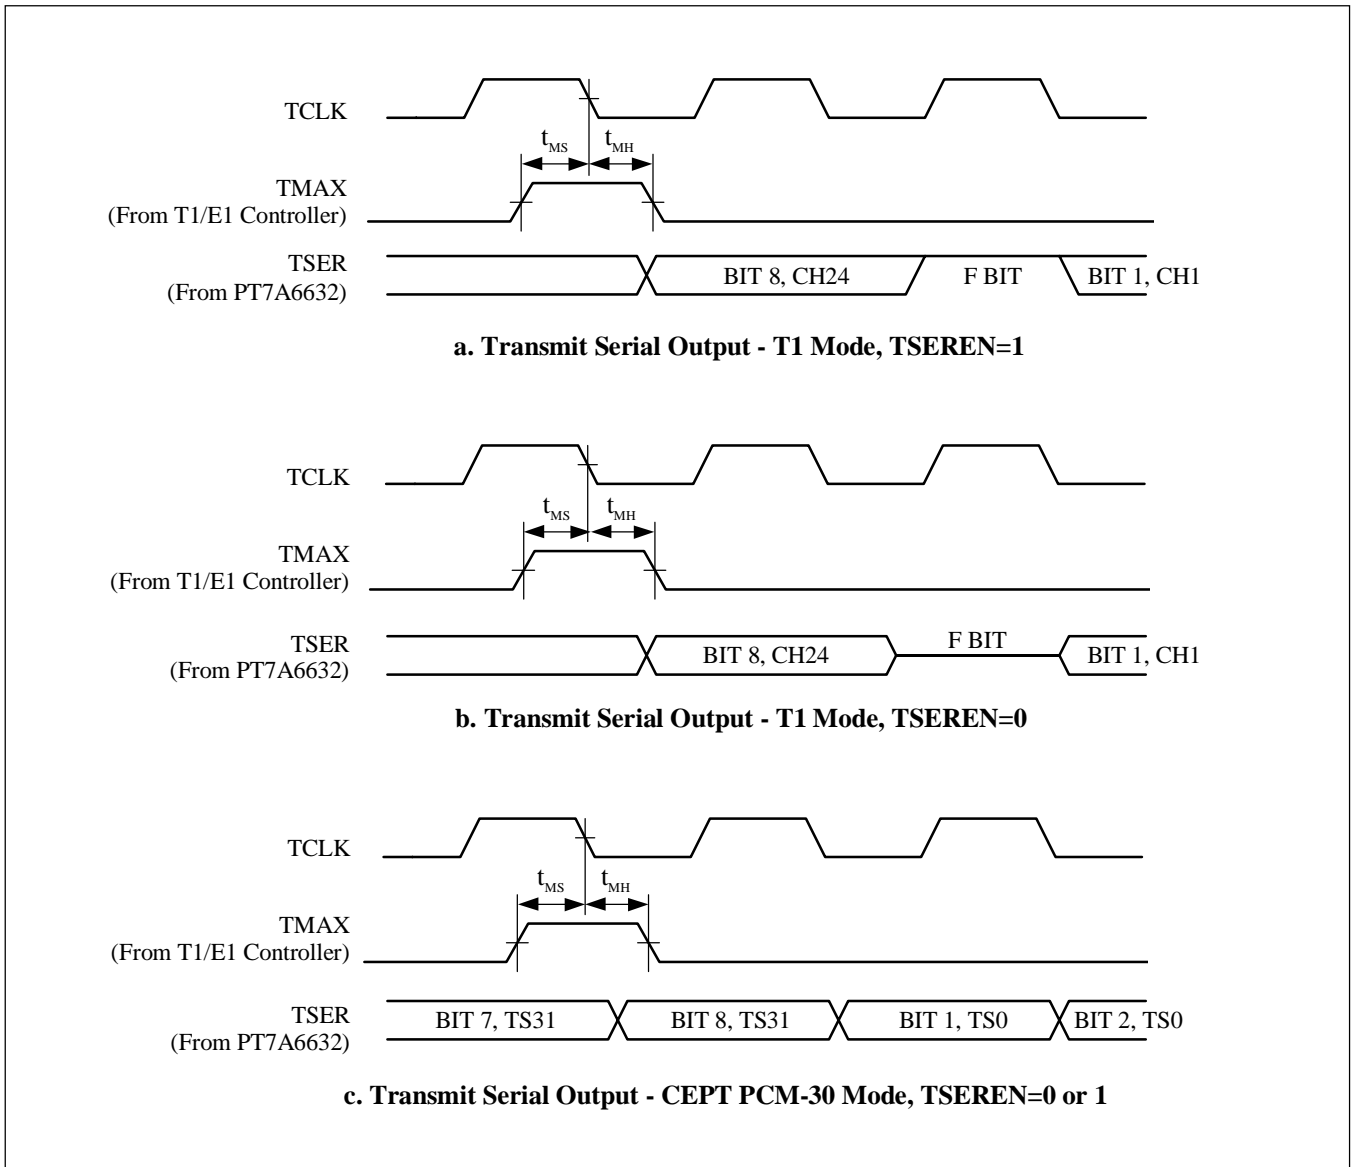 TCLK
tMS tMH
TMAX
(From T1/E1 Controller)
TSER
(From PT7A6632)
BIT 8, CH24 F BIT BIT 1, CH1
a. Transmit Serial Output - T1 Mode, TSEREN=1
TCLK
tMS tMH
TMAX
(From T1/E1 Controller)
TSER
(From PT7A6632)
BIT 8, CH24 F BIT BIT 1, CH1
b. Transmit Serial Output - T1 Mode, TSEREN=0
TCLK
tMS tMH
TMAX
(From T1/E1 Controller)
TSER
(From PT7A6632)
BIT 7, TS31 BIT 8, TS31 BIT 1, TS0 BIT 2, TS0
c. Transmit Serial Output - CEPT PCM-30 Mode, TSEREN=0 or 1